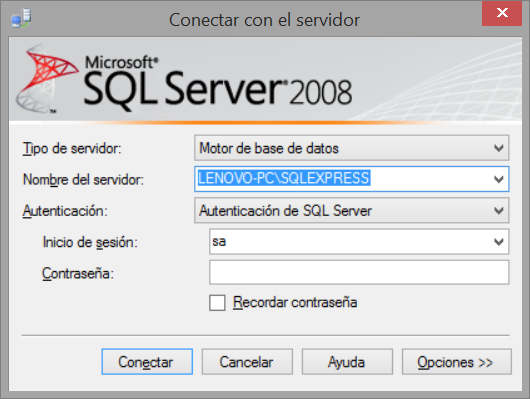 Conectar con el servidor
Microsoft®
SQL Server® 2008
Tipo de servidor: Motor de base de datos
Nombre del servidor: LENOVO-PC\SQLEXPRESS
Autenticación: Autenticación de SQL Server
Inicio de sesión: sa
Contraseña:
Recordar contraseña
Conectar Cancelar Ayuda Opciones >>